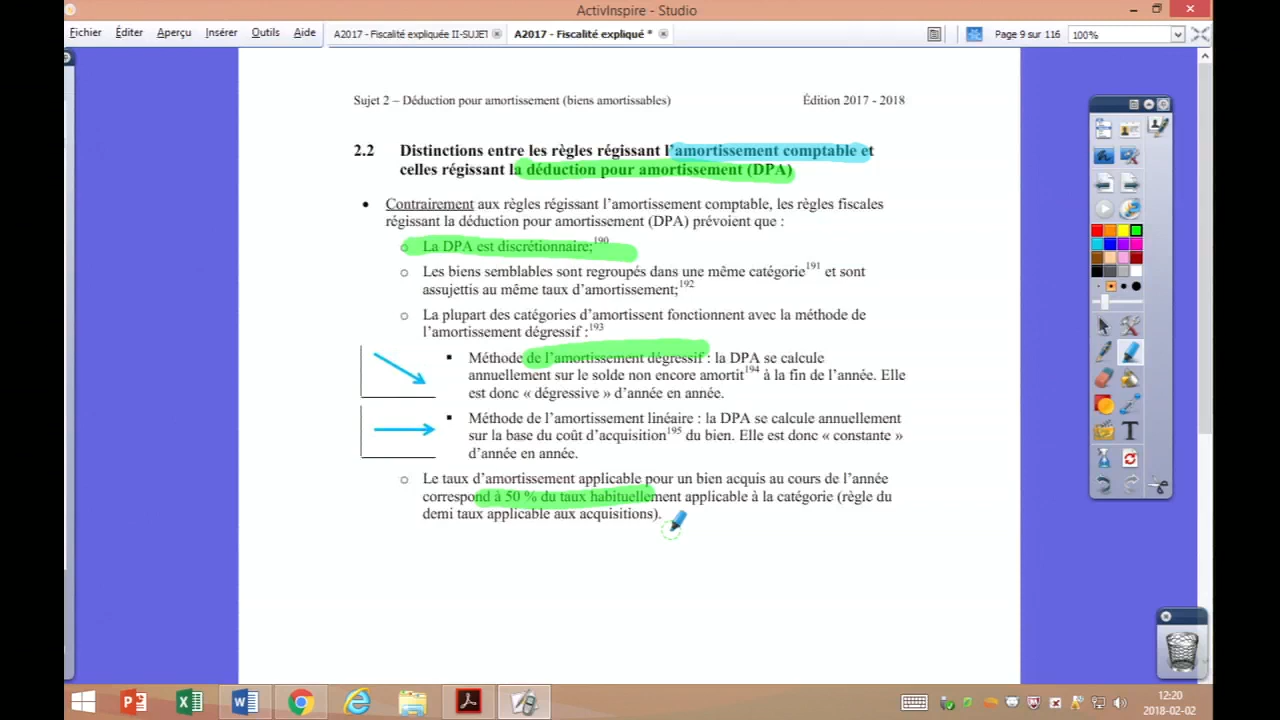 ActivInspire - Studio
Fichier Éditer Aperçu Insérer Outils Aide
A2017 - Fiscalité expliquée II-SUJET
A2017 - Fiscalité expliqué *
Page 9 sur 116
100%
Sujet 2 – Déduction pour amortissement (biens amortissables) Édition 2017 - 2018
2.2 Distinctions entre les règles régissant l’amortissement comptable et
celles régissant la déduction pour amortissement (DPA)
• Contrairement aux règles régissant l’amortissement comptable, les règles fiscales
régissant la déduction pour amortissement (DPA) prévoient que :
o La DPA est discrétionnaire;190
o Les biens semblables sont regroupés dans une même catégorie191 et sont
assujettis au même taux d’amortissement;192
o La plupart des catégories d’amortissent fonctionnent avec la méthode de
l’amortissement dégressif :193
▪ Méthode de l’amortissement dégressif : la DPA se calcule
annuellement sur le solde non encore amortit194 à la fin de l’année. Elle
est donc « dégressive » d’année en année.
▪ Méthode de l’amortissement linéaire : la DPA se calcule annuellement
sur la base du coût d’acquisition195 du bien. Elle est donc « constante »
d’année en année.
o Le taux d’amortissement applicable pour un bien acquis au cours de l’année
correspond à 50 % du taux habituellement applicable à la catégorie (règle du
demi taux applicable aux acquisitions).
12:20
2018-02-02